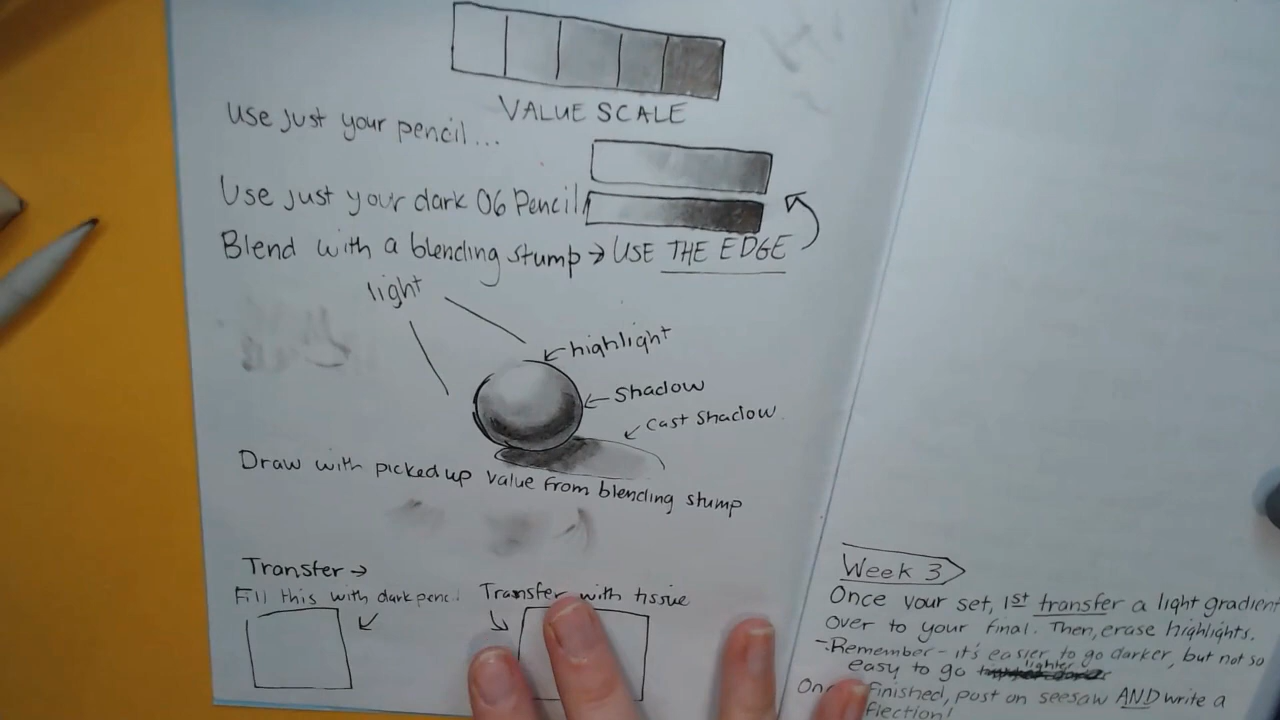 VALUE SCALE
Use just your pencil...
Use just your dark 06 Pencil
Blend with a blending stump → USE THE EDGE
light
highlight
Shadow
Cast Shadow
Draw with picked up value from blending stump
Transfer →
Fill this with dark
Transfer with tissue
Week 3
Once your set, 1st transfer a light gradient
over to your final. Then, erase highlights.
- Remember - it's easier to go darker, but not so
easy to go lighter
finished, post on seesaw AND write a